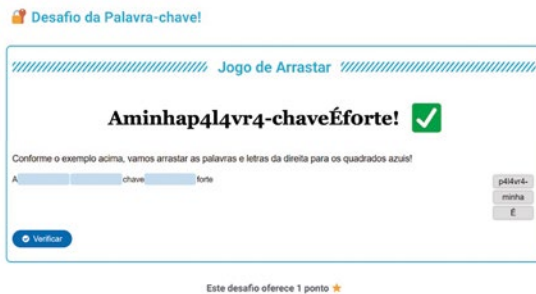 Desafio da Palavra-chave!
Jogo de Arrastar
Aminhap4l4vr4-chaveÉforte!
Conforme o exemplo acima, vamos arrastar as palavras e letras da direita para os quadrados azuis!
A chave forte
p4l4vr4-
minha
É
Verificar
Este desafio oferece 1 ponto